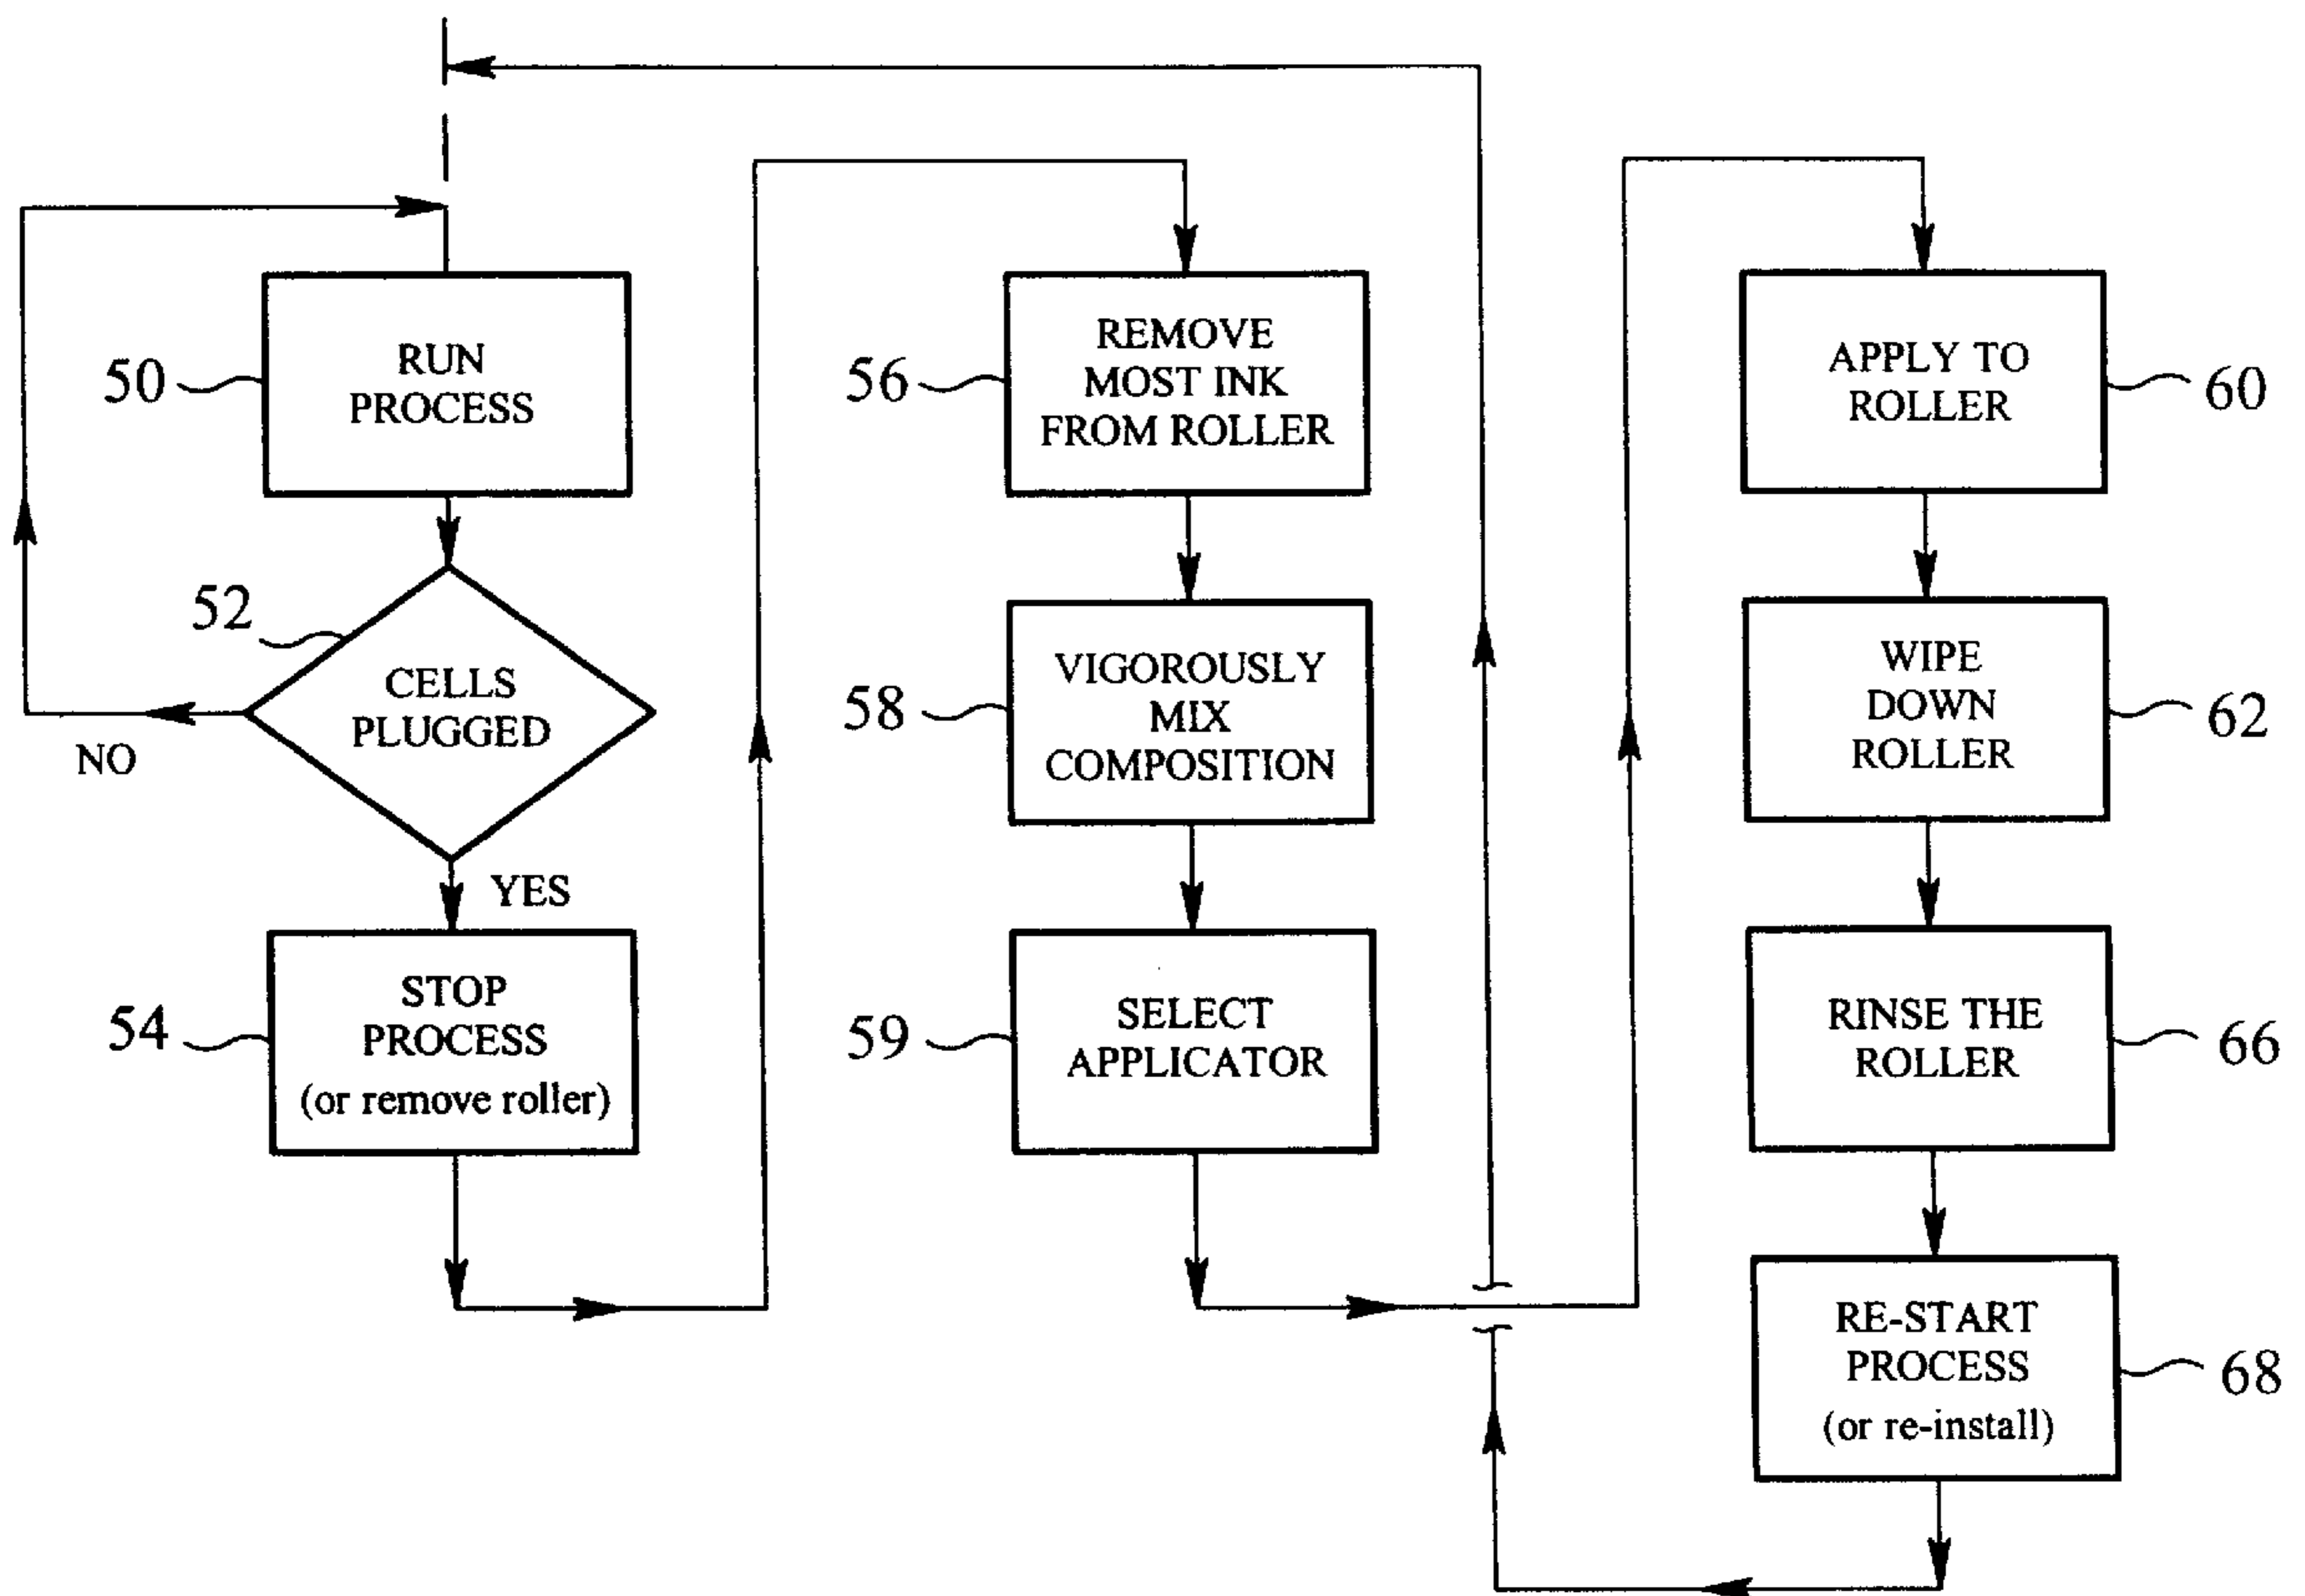 50
RUN
PROCESS
52
CELLS
PLUGGED
NO
YES
54
STOP
PROCESS
(or remove roller)
56
REMOVE
MOST INK
FROM ROLLER
58
VIGOROUSLY
MIX
COMPOSITION
59
SELECT
APPLICATOR
APPLY TO
ROLLER
60
WIPE
DOWN
ROLLER
62
RINSE THE
ROLLER
66
RE-START
PROCESS
(or re-install)
68